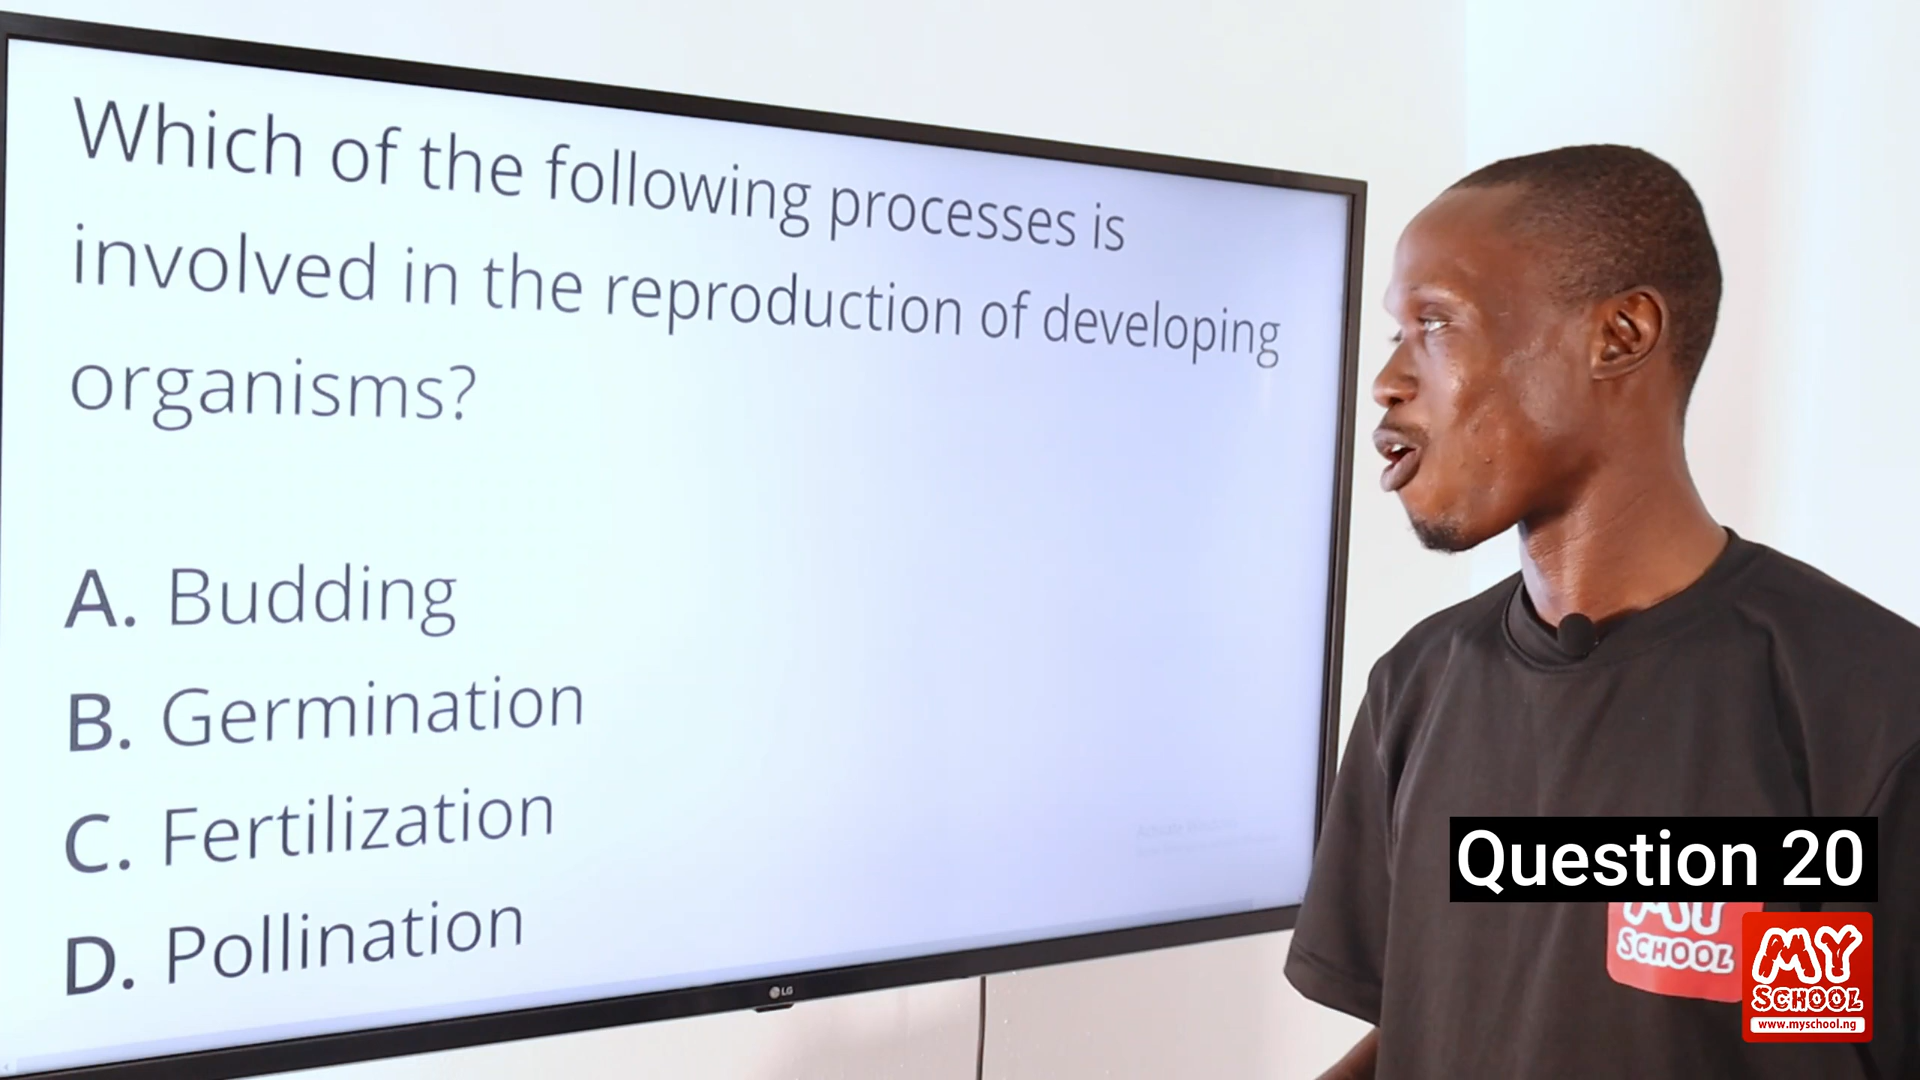 Which of the following processes is
involved in the reproduction of developing
organisms?
A. Budding
B. Germination
C. Fertilization
D. Pollination
LG
Question 20
MY
SCHOOL
MY
SCHOOL
www.myschool.ng